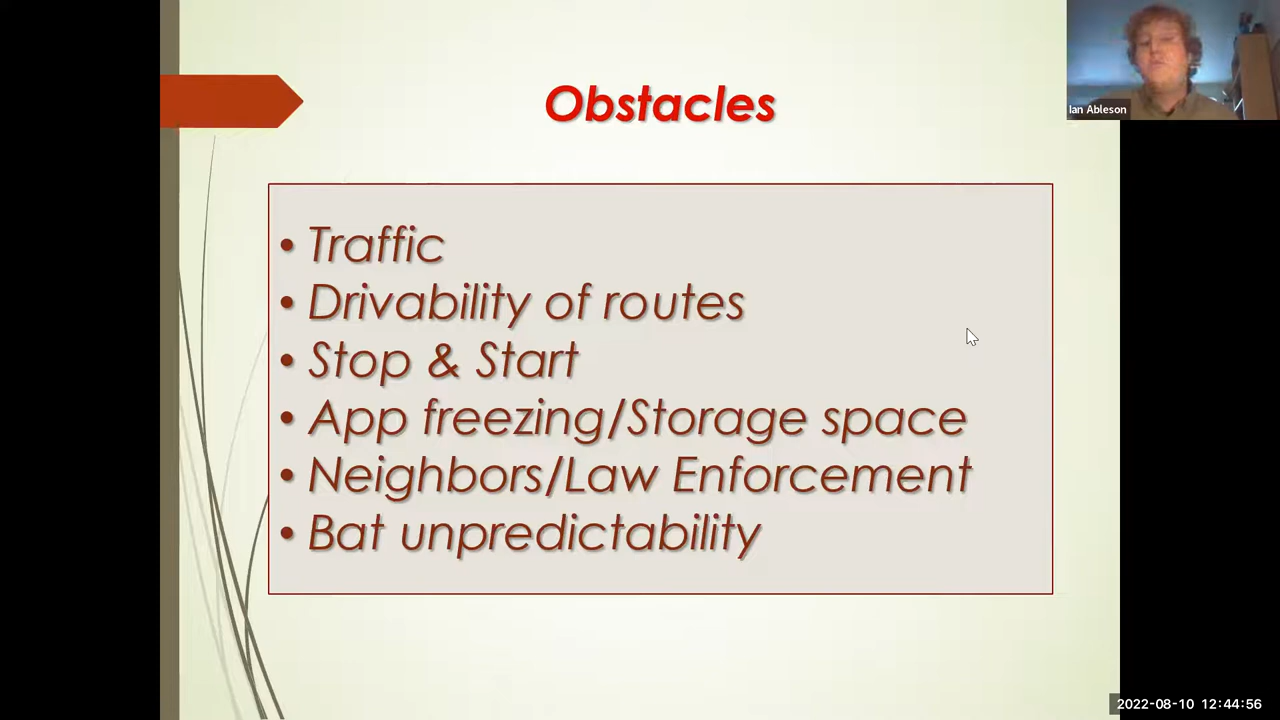 Obstacles
Ian Ableson
• Traffic
• Drivability of routes
• Stop & Start
• App freezing/Storage space
• Neighbors/Law Enforcement
• Bat unpredictability
2022-08-10 12:44:56